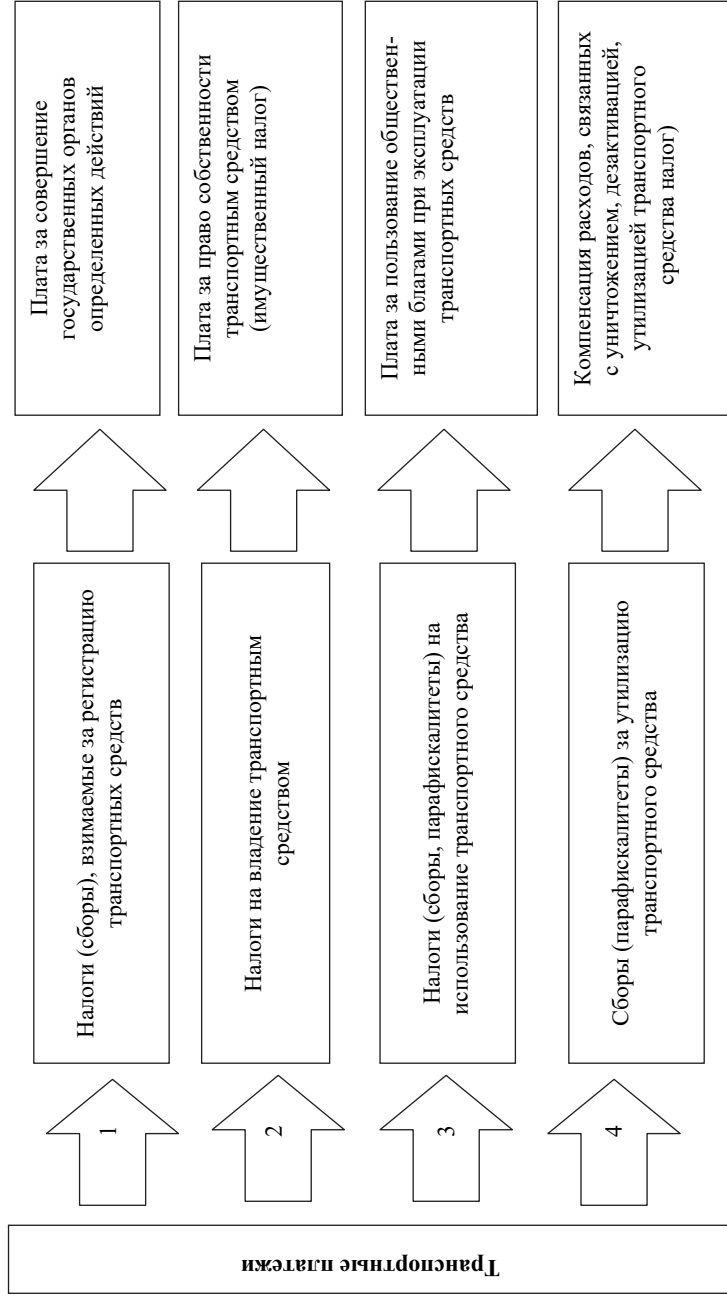 Транспортные платежи
1
Налоги (сборы), взимаемые за регистрацию
транспортных средств
Плата за совершение
государственных органов
определенных действий
2
Налоги на владение транспортным
средством
Плата за право собственности
транспортным средством
(имущественный налог)
3
Налоги (сборы, парафискалитеты) на
использование транспортного средства
Плата за пользование обществен-
ными благами при эксплуатации
транспортных средств
4
Сборы (парафискалитеты) за утилизацию
транспортного средства
Компенсация расходов, связанных
с уничтожением, дезактивацией,
утилизацией транспортного
средства налог)